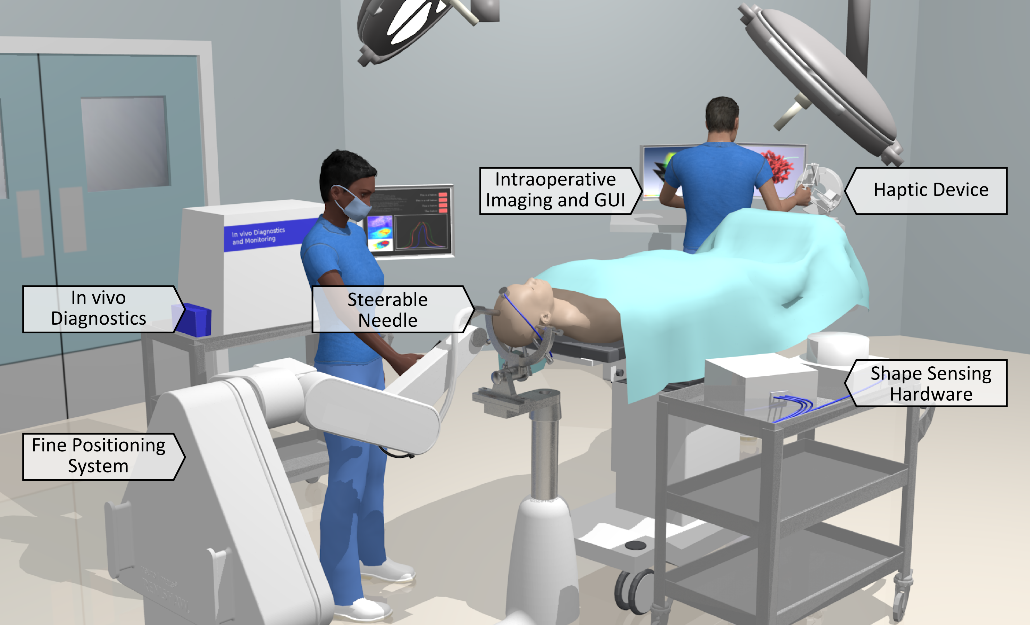 Intraoperative
Imaging and GUI
Haptic Device
In vivo Diagnostics
and Monitoring
In vivo
Diagnostics
Steerable
Needle
Shape Sensing
Hardware
Fine Positioning
System